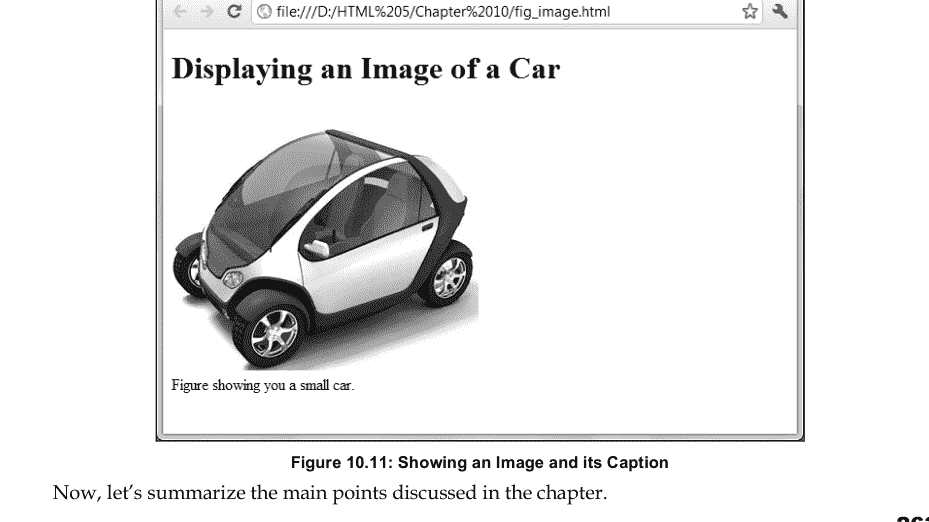 file:///D:/HTML%205/Chapter%2010/fig_image.html
Displaying an Image of a Car
Figure showing you a small car.
Figure 10.11: Showing an Image and its Caption
Now, let's summarize the main points discussed in the chapter.